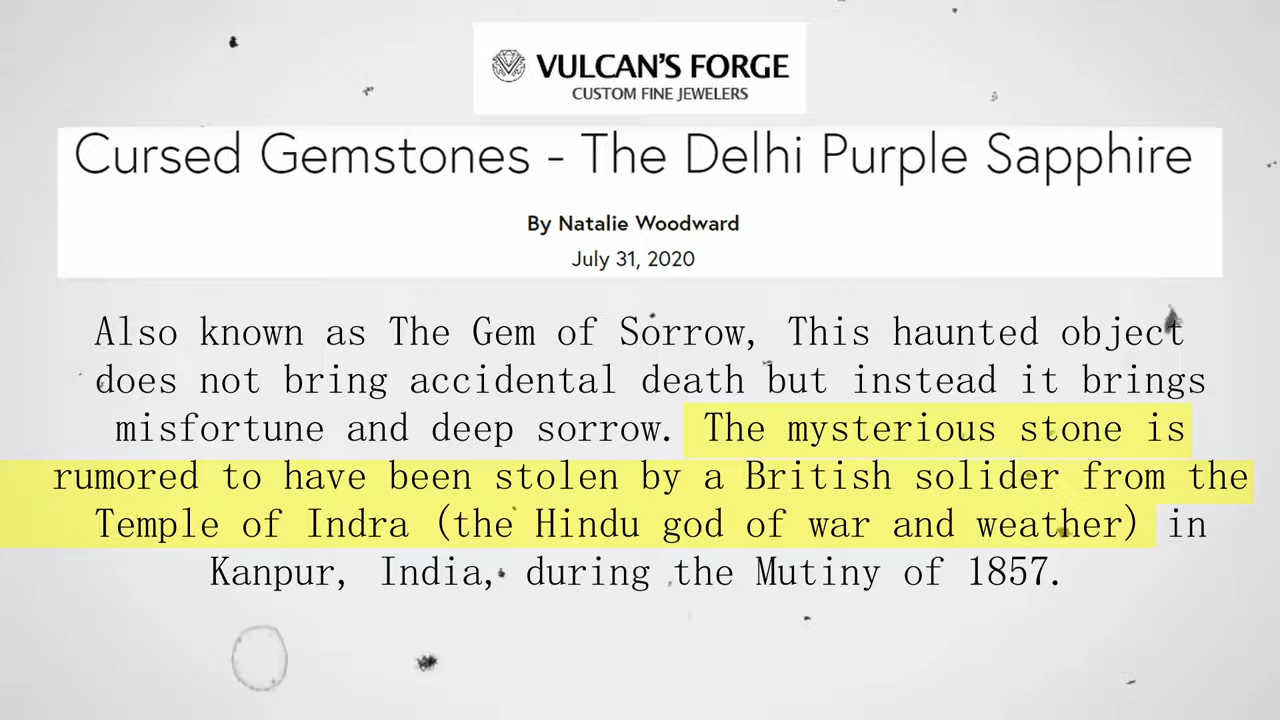 VULCAN'S FORGE
CUSTOM FINE JEWELERS
Cursed Gemstones - The Delhi Purple Sapphire
By Natalie Woodward
July 31, 2020
Also known as The Gem of Sorrow, This haunted object
does not bring accidental death but instead it brings
misfortune and deep sorrow. The mysterious stone is
rumored to have been stolen by a British solider from the
Temple of Indra (the Hindu god of war and weather) in
Kanpur, India, during the Mutiny of 1857.